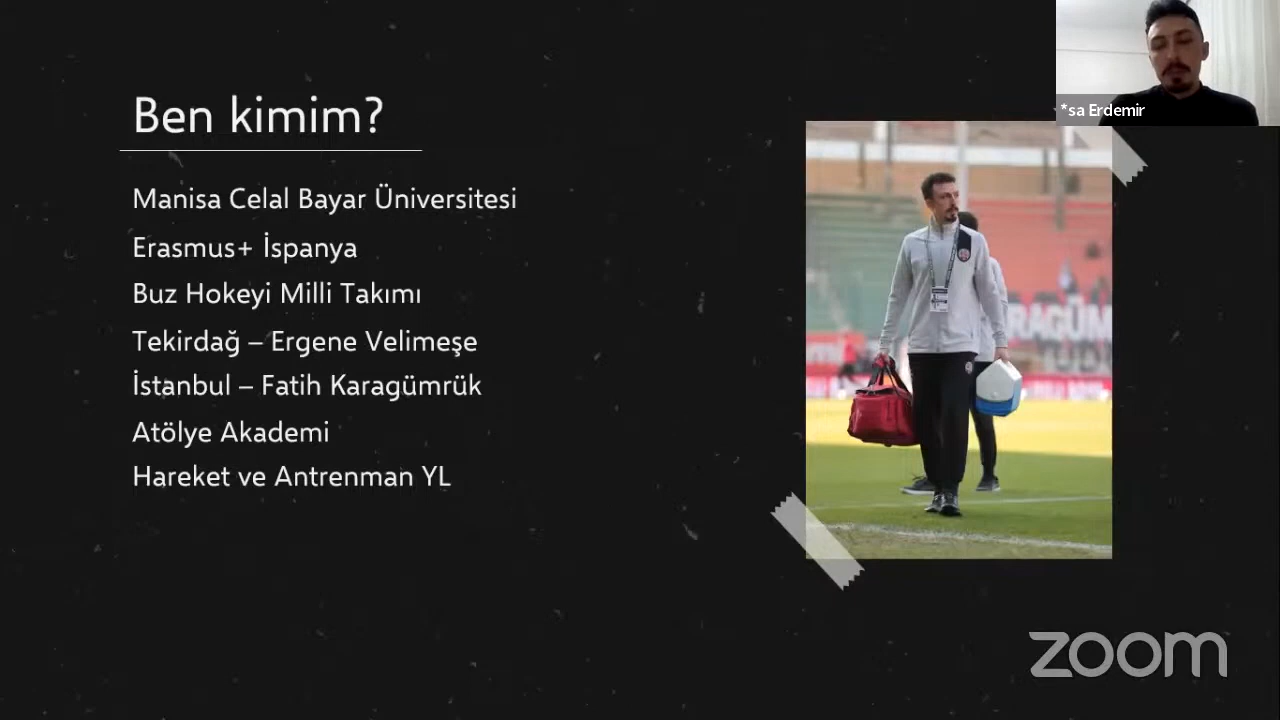 Ben kimim?
Manisa Celal Bayar Üniversitesi
Erasmus+ İspanya
Buz Hokeyi Milli Takımı
Tekirdağ – Ergene Velimeşe
İstanbul – Fatih Karagümrük
Atölye Akademi
Hareket ve Antrenman YL
*sa Erdemir
zoom